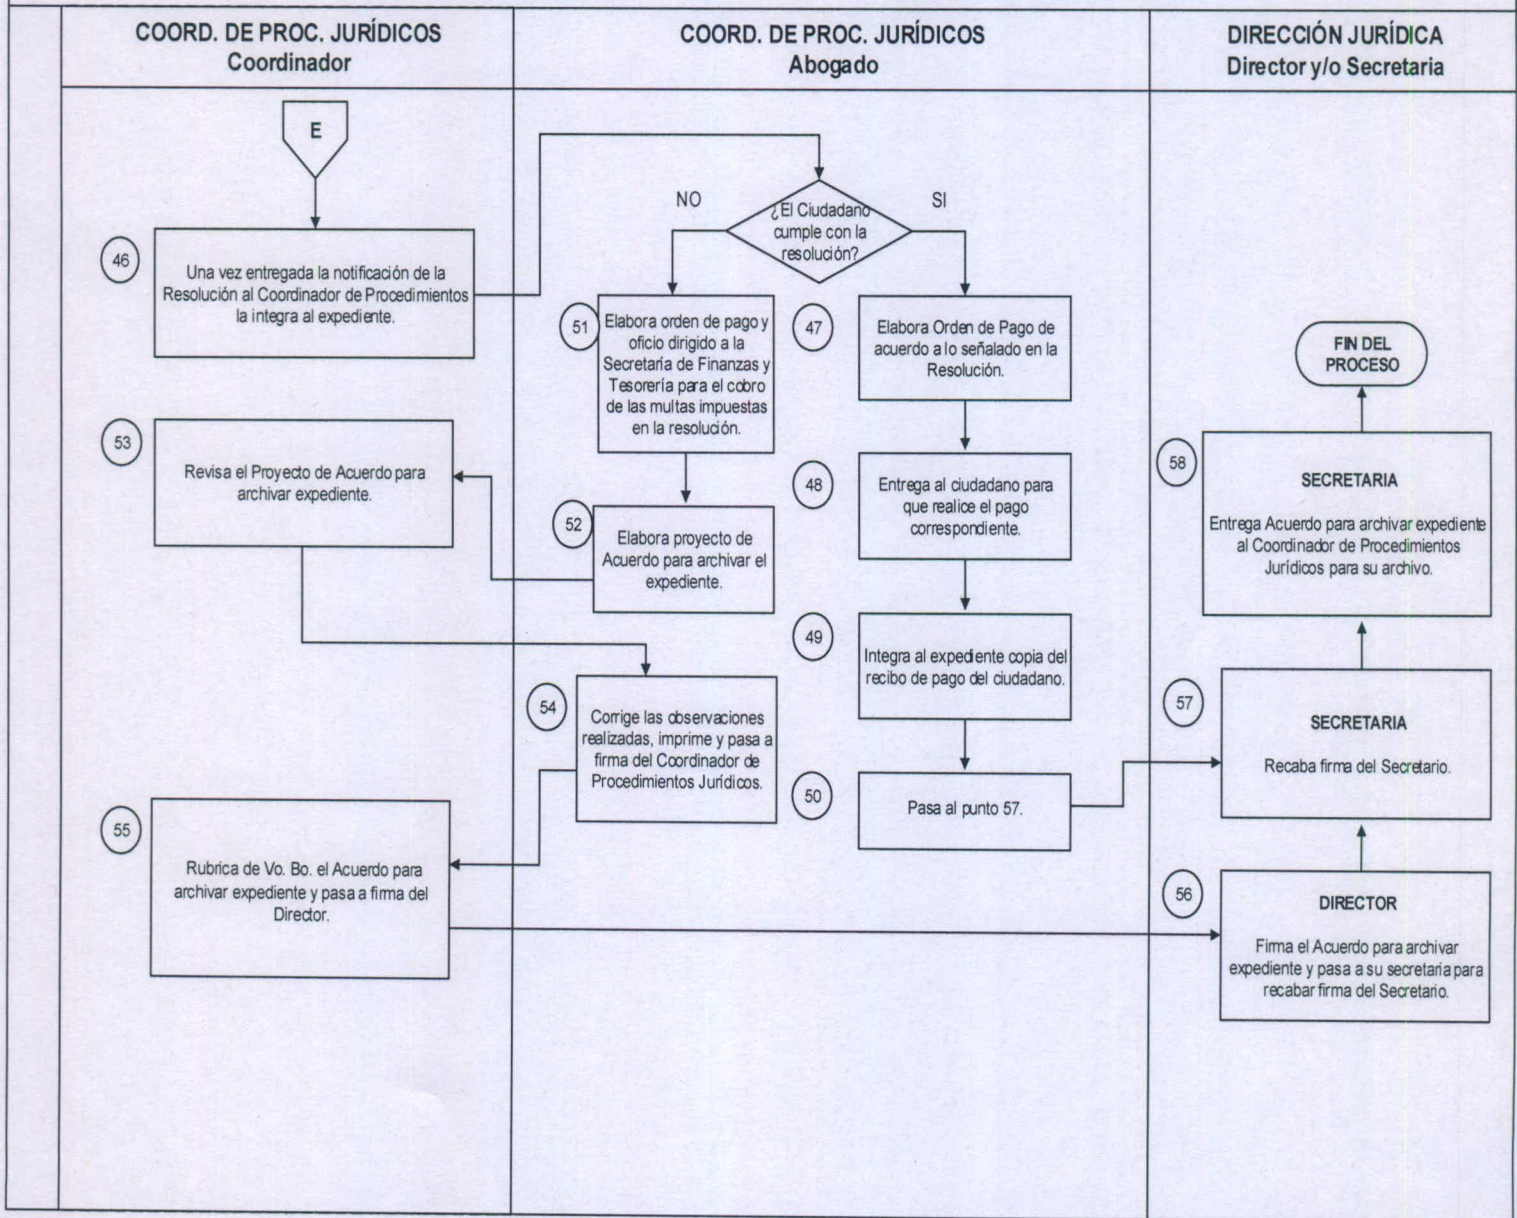 COORD. DE PROC. JURÍDICOS
Coordinador
COORD. DE PROC. JURÍDICOS
Abogado
DIRECCIÓN JURÍDICA
Director y/o Secretaria
E
46
Una vez entregada la notificación de la
Resolución al Coordinador de Procedimientos
la integra al expediente.
NO
SI
¿El Ciudadano
cumple con la
resolución?
51
Elabora orden de pago y
oficio dirigido a la
Secretaría de Finanzas y
Tesorería para el cobro
de las multas impuestas
en la resolución.
47
Elabora Orden de Pago de
acuerdo a lo señalado en la
Resolución.
FIN DEL
PROCESO
53
Revisa el Proyecto de Acuerdo para
archivar expediente.
52
Elabora proyecto de
Acuerdo para archivar el
expediente.
48
Entrega al ciudadano para
que realice el pago
correspondiente.
58
SECRETARIA
Entrega Acuerdo para archivar expediente
al Coordinador de Procedimientos
Jurídicos para su archivo.
49
Integra al expediente copia del
recibo de pago del ciudadano.
54
Corrige las observaciones
realizadas, imprime y pasa a
firma del Coordinador de
Procedimientos Jurídicos.
57
SECRETARIA
Recaba firma del Secretario.
50
Pasa al punto 57.
55
Rubrica de Vo. Bo. el Acuerdo para
archivar expediente y pasa a firma del
Director.
56
DIRECTOR
Firma el Acuerdo para archivar
expediente y pasa a su secretaria para
recabar firma del Secretario.